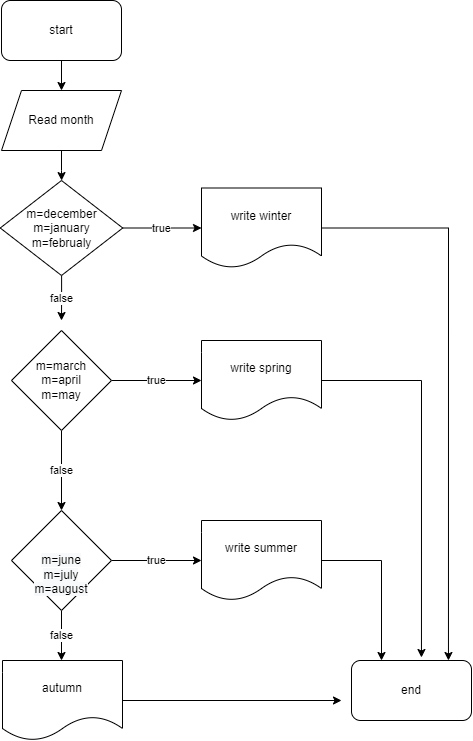 start
Read month
m=december
m=january
m=februaly
true
write winter
false
m=march
m=april
m=may
true
write spring
false
m=june
m=july
m=august
true
write summer
false
autumn
end